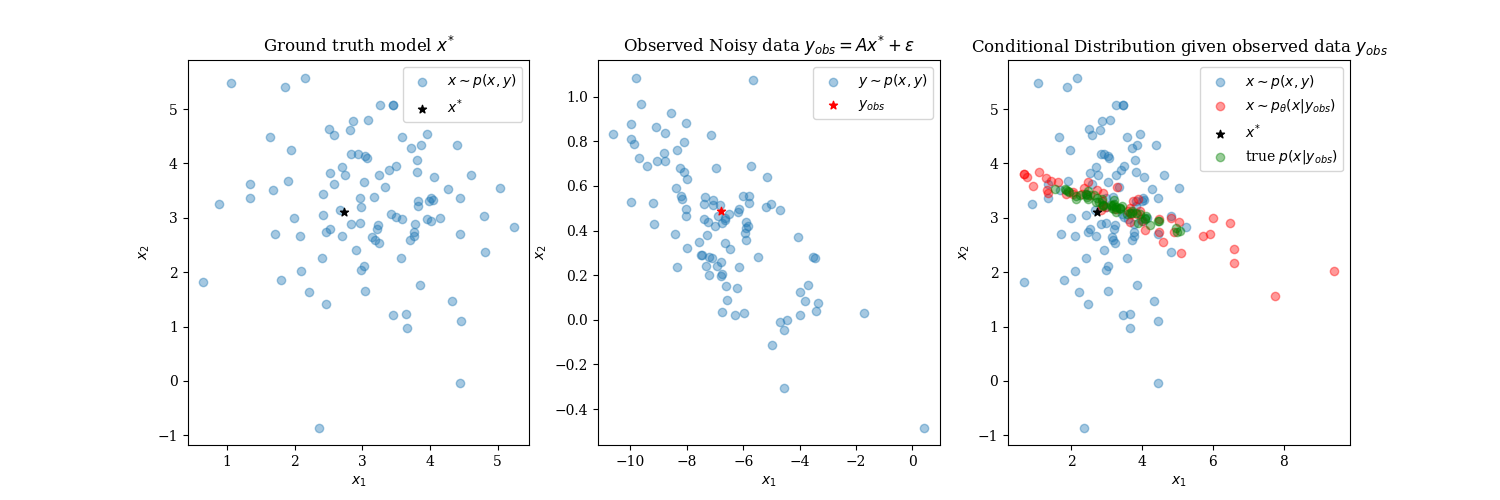 Ground truth model x*
x ∼ p(x, y)
x*
5
4
3
2
1
0
−1
x₂
1
2
3
4
5
x₁
Observed Noisy data y_obs = Ax* + ε
y ∼ p(x, y)
y_obs
1.0
0.8
0.6
0.4
0.2
0.0
−0.2
−0.4
x₂
−10
−8
−6
−4
−2
0
x₁
Conditional Distribution given observed data y_obs
x ∼ p(x, y)
x ∼ p_θ(x|y_obs)
x*
true p(x|y_obs)
5
4
3
2
1
0
−1
x₂
2
4
6
8
x₁